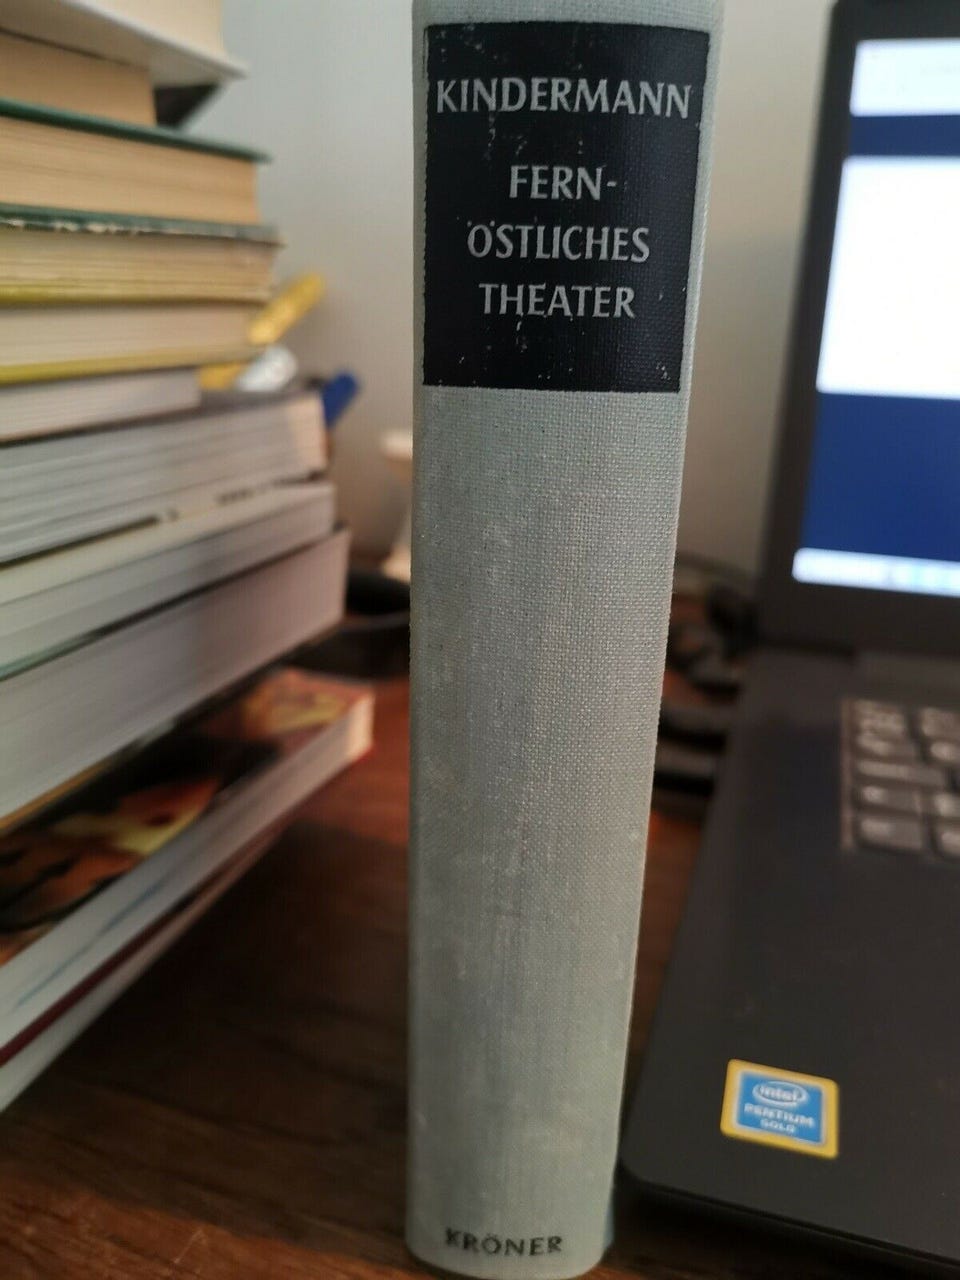 KINDERMANN
FERN-
ÖSTLICHES
THEATER
KRÖNER
intel
PENTIUM
GOLD